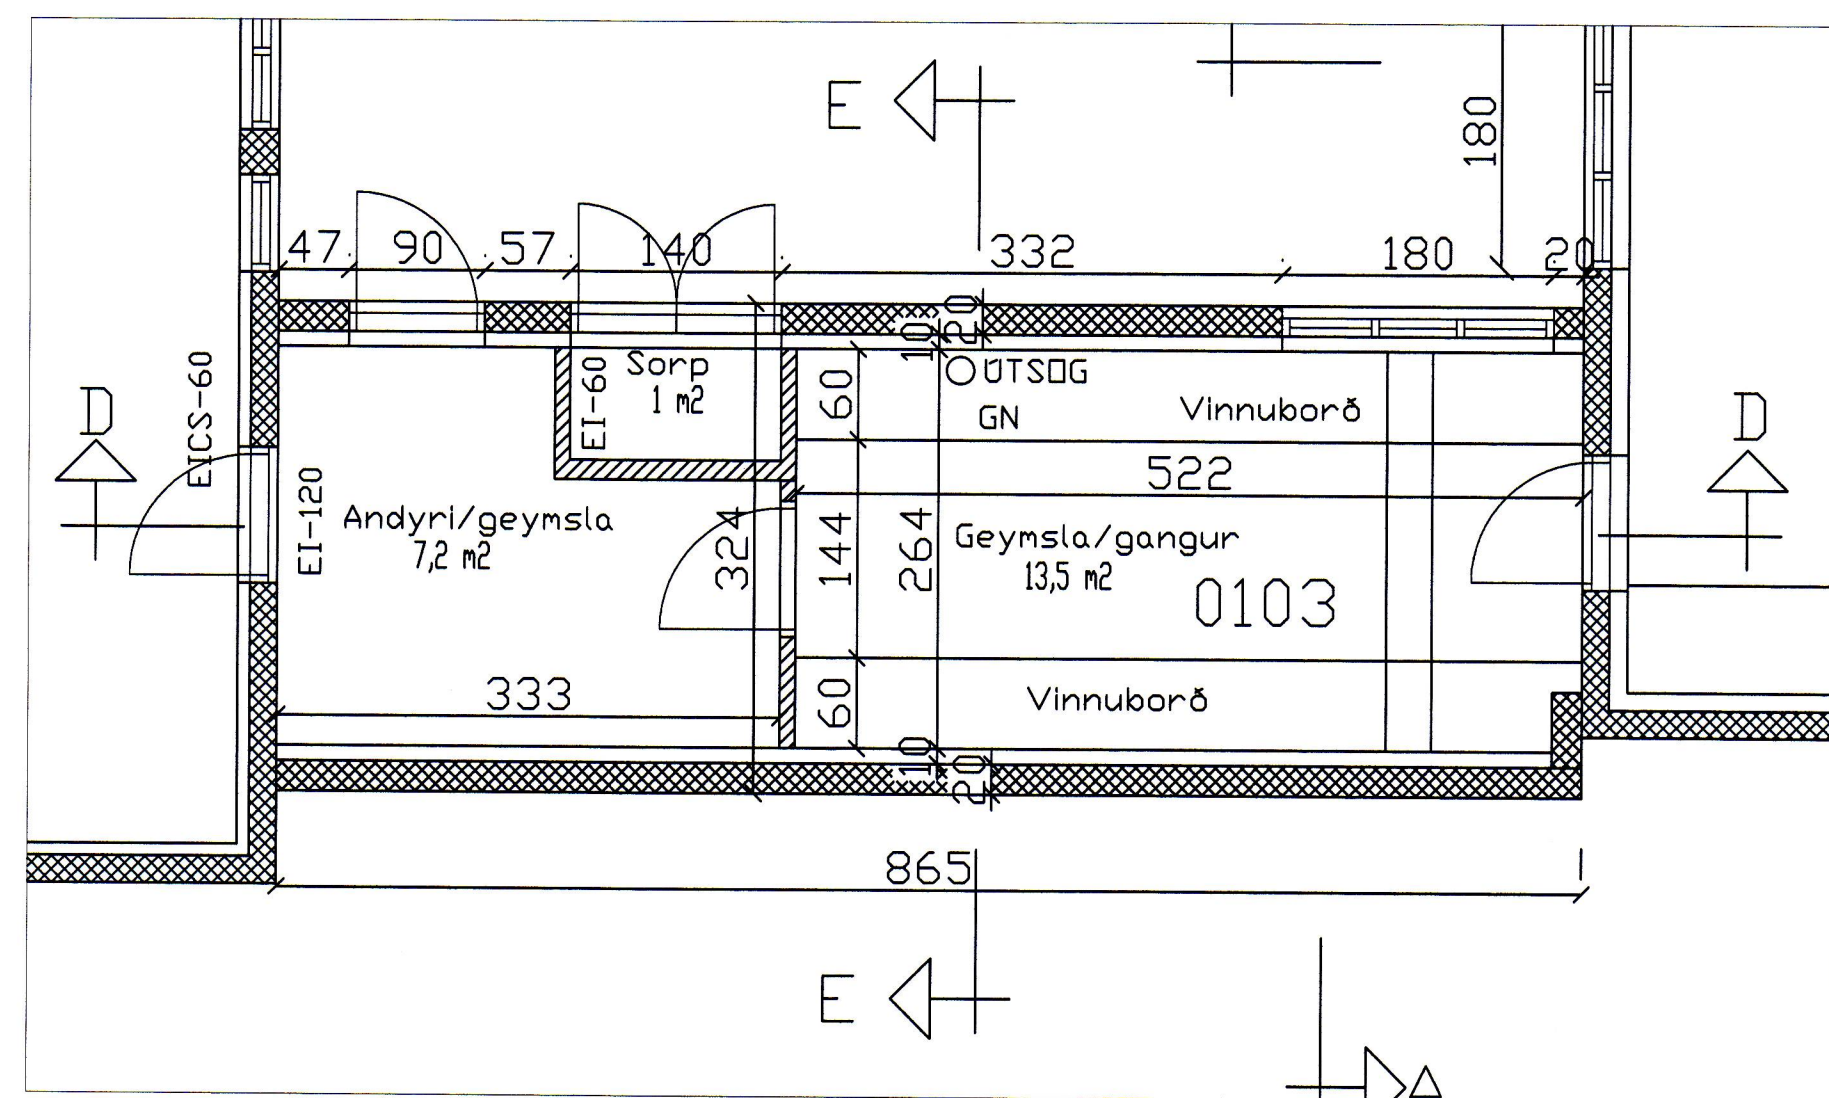 E
180
47 90 57 140 332 180 20
20
10
EICS-60
D
EI-120
EI-60
Sorp
1 m2
60
ÚTSOG
GN
Vinnuborð
D
522
Andyri/geymsla
7,2 m2
324
144
264
Geymsla/gangur
13,5 m2
0103
333
60
Vinnuborð
10
20
865
E